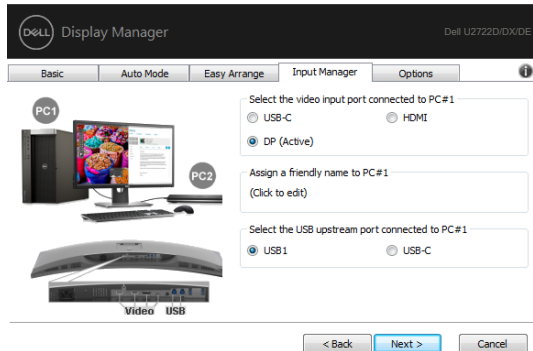 DELL Display Manager
Dell U2722D/DX/DE
Basic Auto Mode Easy Arrange Input Manager Options
PC1
PC2
Video USB
Select the video input port connected to PC#1
USB-C HDMI
DP (Active)
Assign a friendly name to PC#1
(Click to edit)
Select the USB upstream port connected to PC#1
USB1 USB-C
< Back Next > Cancel